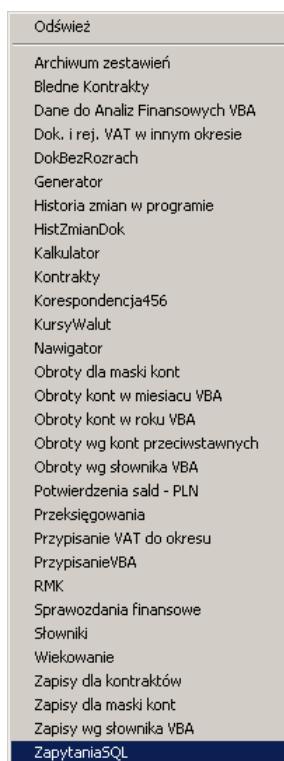 Odśwież
Archiwum zestawień
Bledne Kontrakty
Dane do Analiz Finansowych VBA
Dok. i rej. VAT w innym okresie
DokBezRozrach
Generator
Historia zmian w programie
HistZmianDok
Kalkulator
Kontrakty
Korespondencja456
KursyWalut
Nawigator
Obroty dla maski kont
Obroty kont w miesiacu VBA
Obroty kont w roku VBA
Obroty wg kont przeciwstawnych
Obroty wg słownika VBA
Potwierdzenia sald - PLN
Przeksięgowania
Przypisanie VAT do okresu
PrzypisanieVBA
RMK
Sprawozdania finansowe
Słowniki
Wiekowanie
Zapisy dla kontraktów
Zapisy dla maski kont
Zapisy wg słownika VBA
ZapytaniaSQL